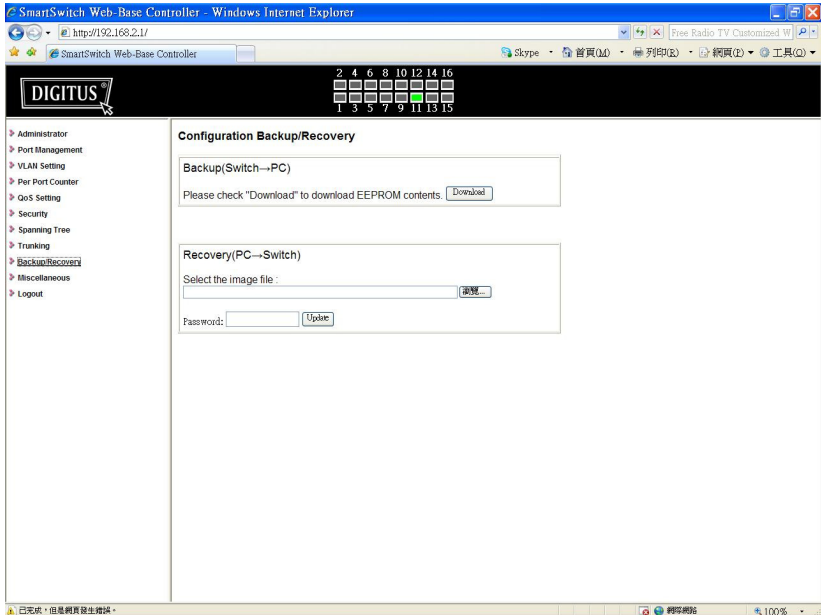 SmartSwitch Web-Base Controller - Windows Internet Explorer
http://192.168.2.1/
Free Radio TV Customized W
SmartSwitch Web-Base Controller
Skype
首頁(M)
列印(R)
網頁(P)
工具(O)
DIGITUS®
2 4 6 8 10 12 14 16
1 3 5 7 9 11 13 15
Administrator
Port Management
VLAN Setting
Per Port Counter
QoS Setting
Security
Spanning Tree
Trunking
Backup/Recovery
Miscellaneous
Logout
Configuration Backup/Recovery
Backup(Switch→PC)
Please check "Download" to download EEPROM contents. Download
Recovery(PC→Switch)
Select the image file :
瀏覽...
Password: Update
已完成，但是網頁發生錯誤。
網際網路
100%